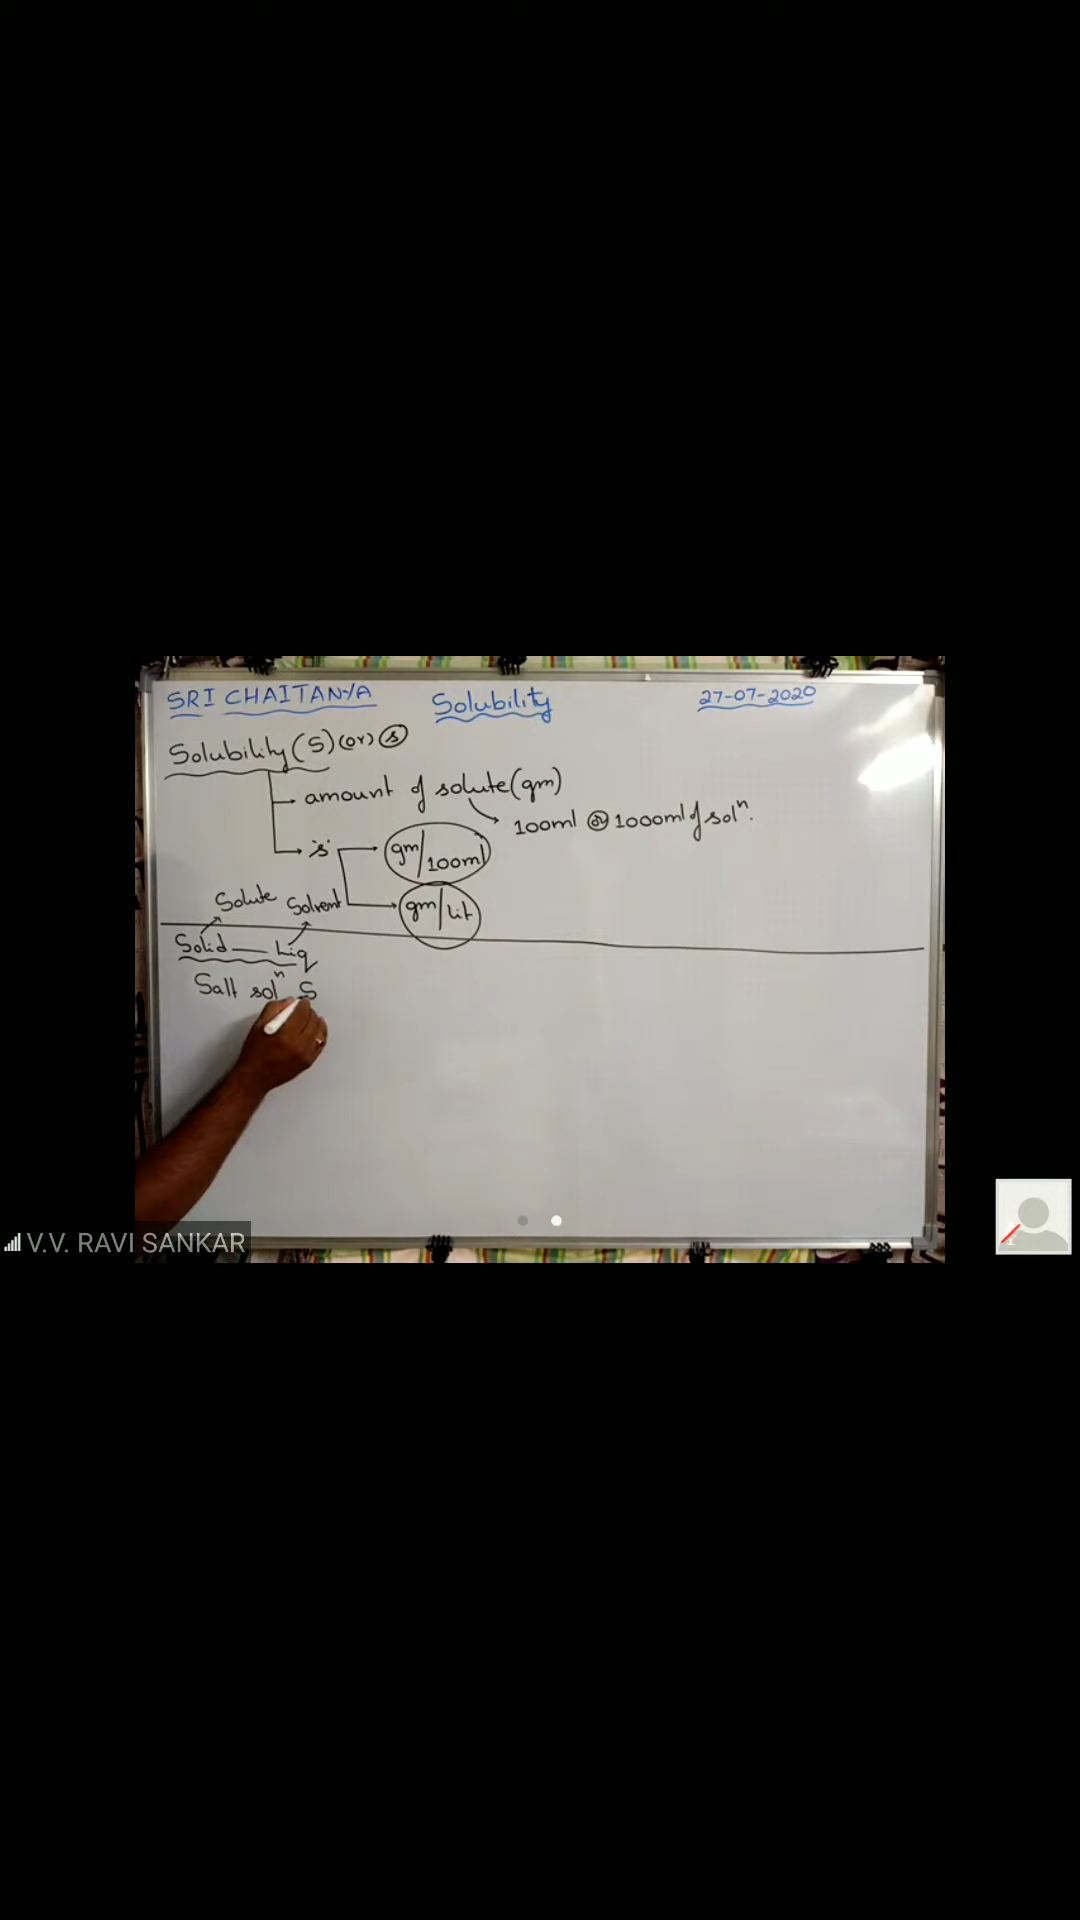 SRI CHAITANYA Solubility 27-07-2020
Solubility (S) (or) (s)
amount of solute (gm)
100ml (or) 1000ml of solⁿ.
's' gm/100ml
Solute Solvent gm/Lit
Solid — Liq
Salt solⁿ S
V.V. RAVI SANKAR